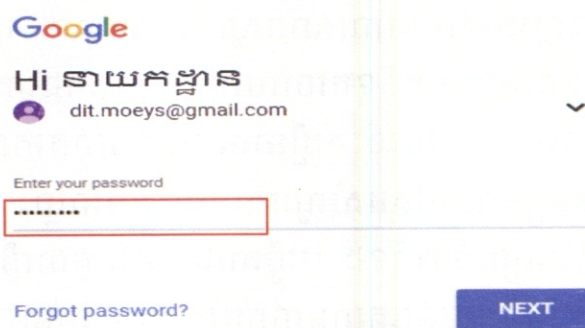 Google
Hi នាយកដ្ឋាន
dit.moeys@gmail.com
Enter your password
•••••••••
Forgot password?
NEXT